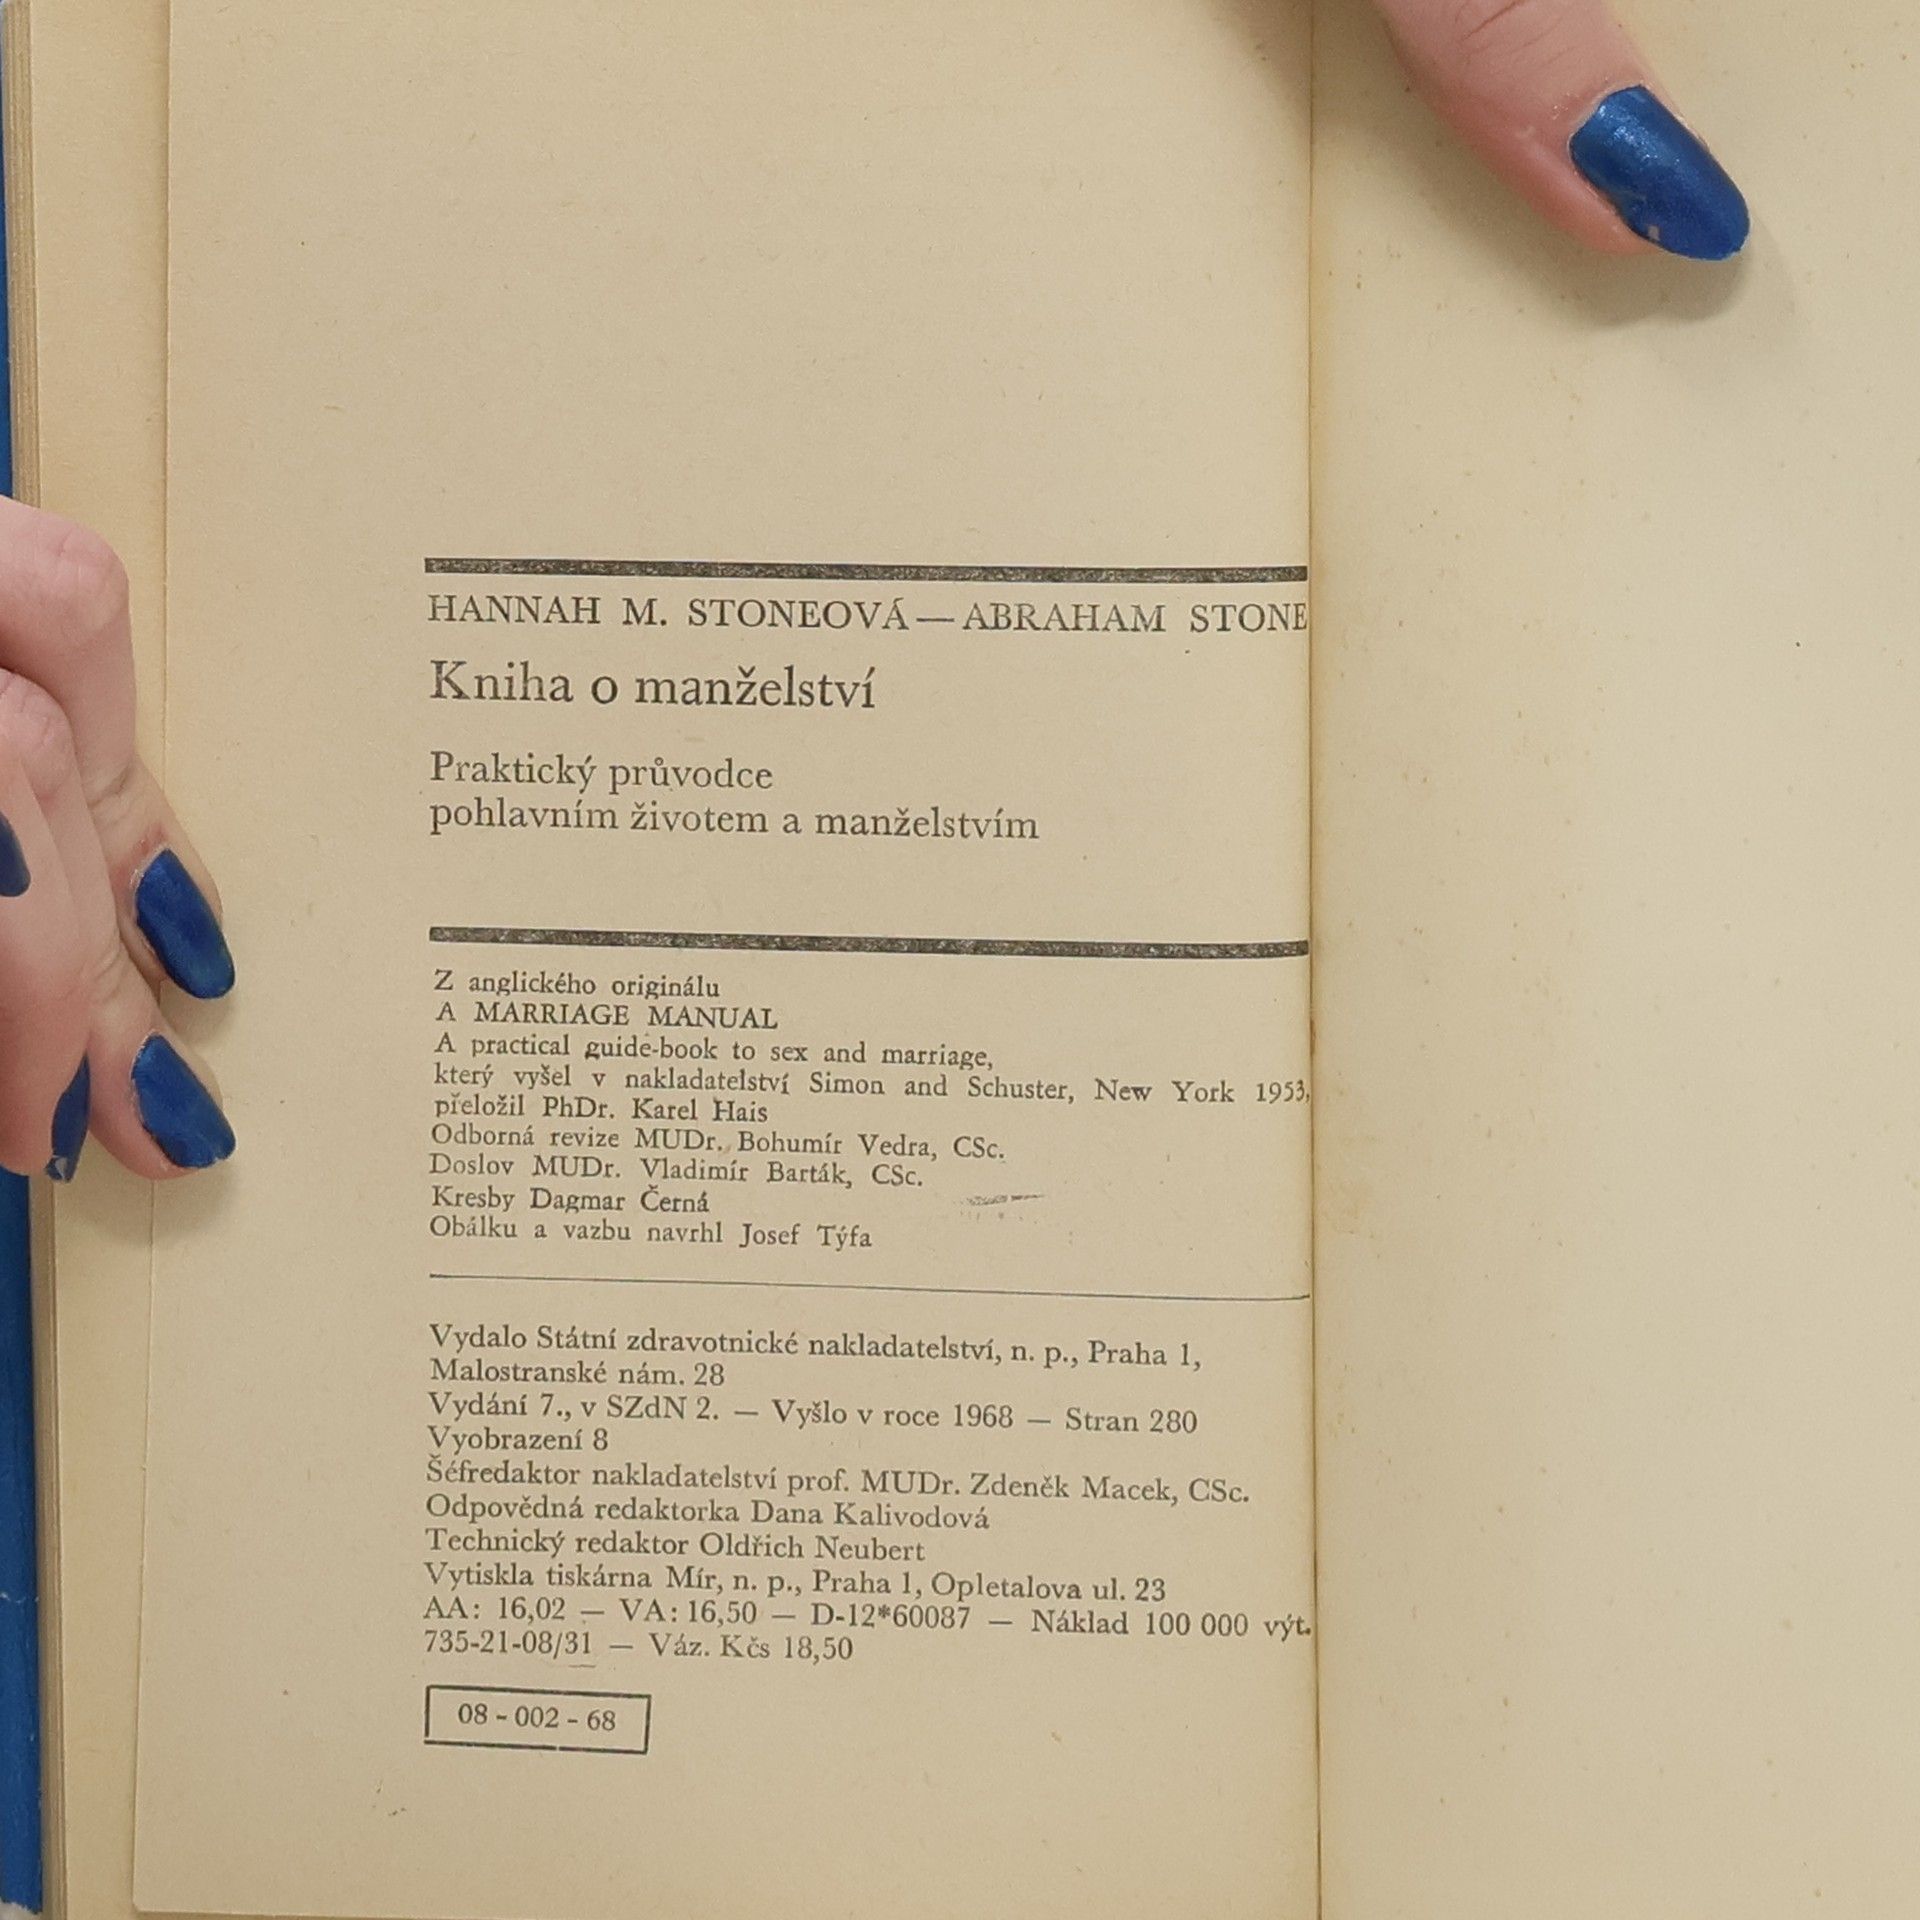 HANNAH M. STONEOVÁ — ABRAHAM STONE
Kniha o manželství
Praktický průvodce
pohlavním životem a manželstvím
Z anglického originálu
A MARRIAGE MANUAL
A practical guide-book to sex and marriage,
který vyšel v nakladatelství Simon and Schuster, New York 1953,
přeložil PhDr. Karel Hais
Odborná revize MUDr. Bohumír Vedra, CSc.
Doslov MUDr. Vladimír Barták, CSc.
Kresby Dagmar Černá
Obálku a vazbu navrhl Josef Týfa
Vydalo Státní zdravotnické nakladatelství, n. p., Praha 1,
Malostranské nám. 28
Vydání 7., v SZdN 2. — Vyšlo v roce 1968 — Stran 280
Vyobrazení 8
Šéfredaktor nakladatelství prof. MUDr. Zdeněk Macek, CSc.
Odpovědná redaktorka Dana Kalivodová
Technický redaktor Oldřich Neubert
Vytiskla tiskárna Mír, n. p., Praha 1, Opletalova ul. 23
AA: 16,02 — VA: 16,50 — D-12*60087 — Náklad 100 000 výt.
735-21-08/31 — Váz. Kčs 18,50
08 - 002 - 68